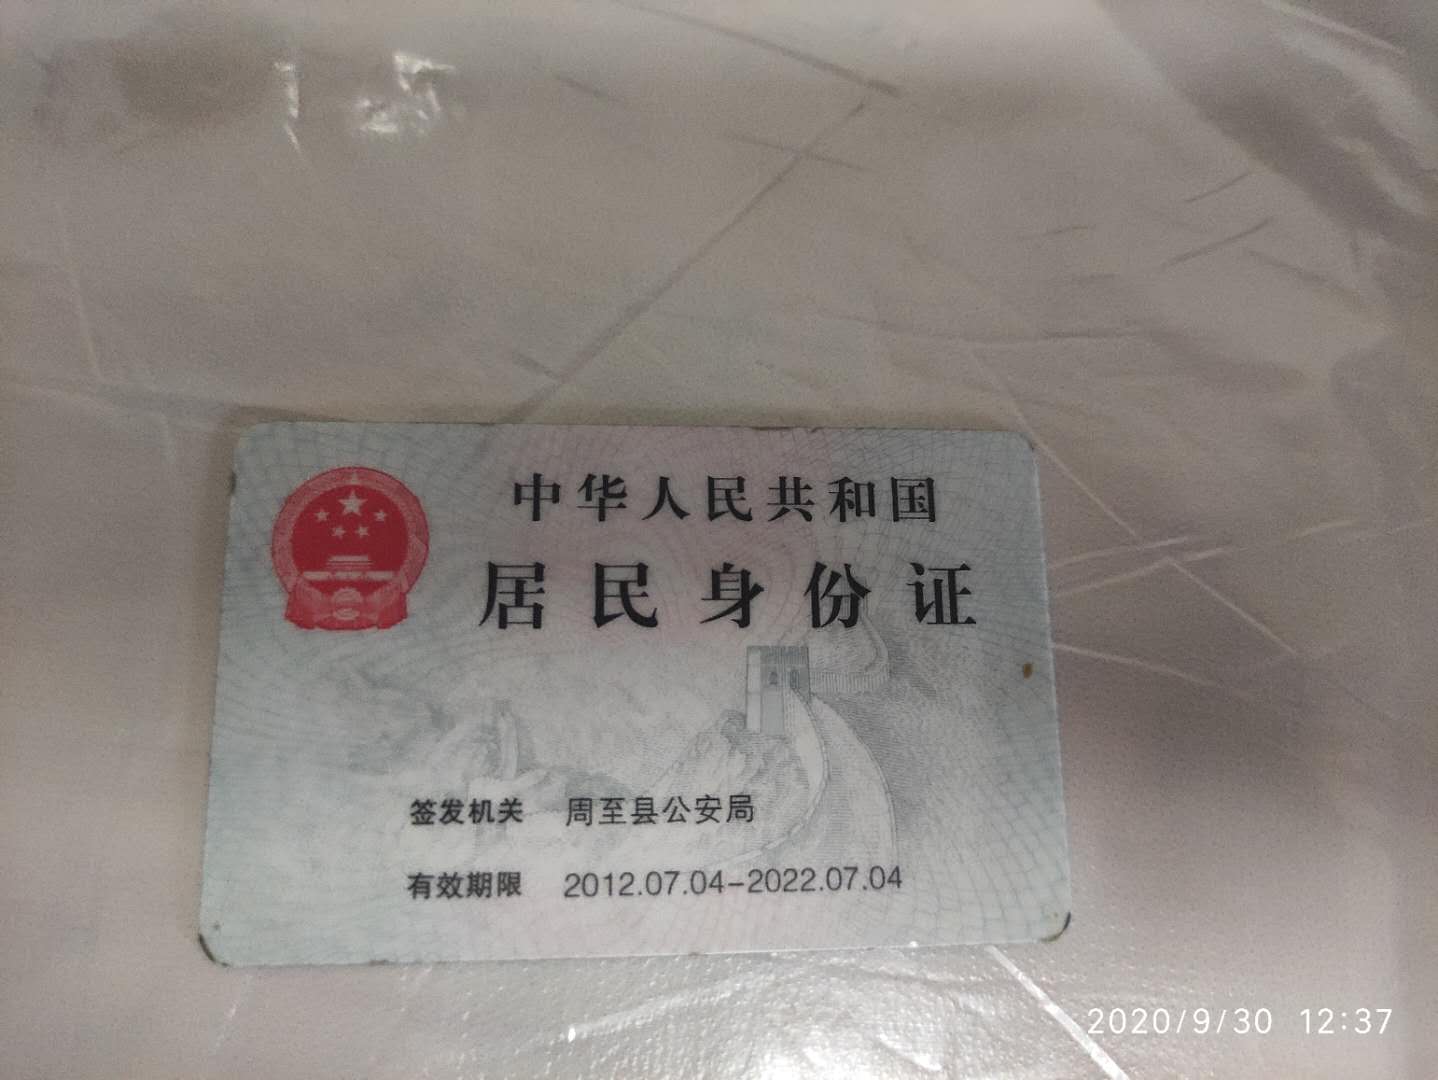 中华人民共和国
居民身份证
签发机关 周至县公安局
有效期限 2012.07.04-2022.07.04
2020/9/30 12:37